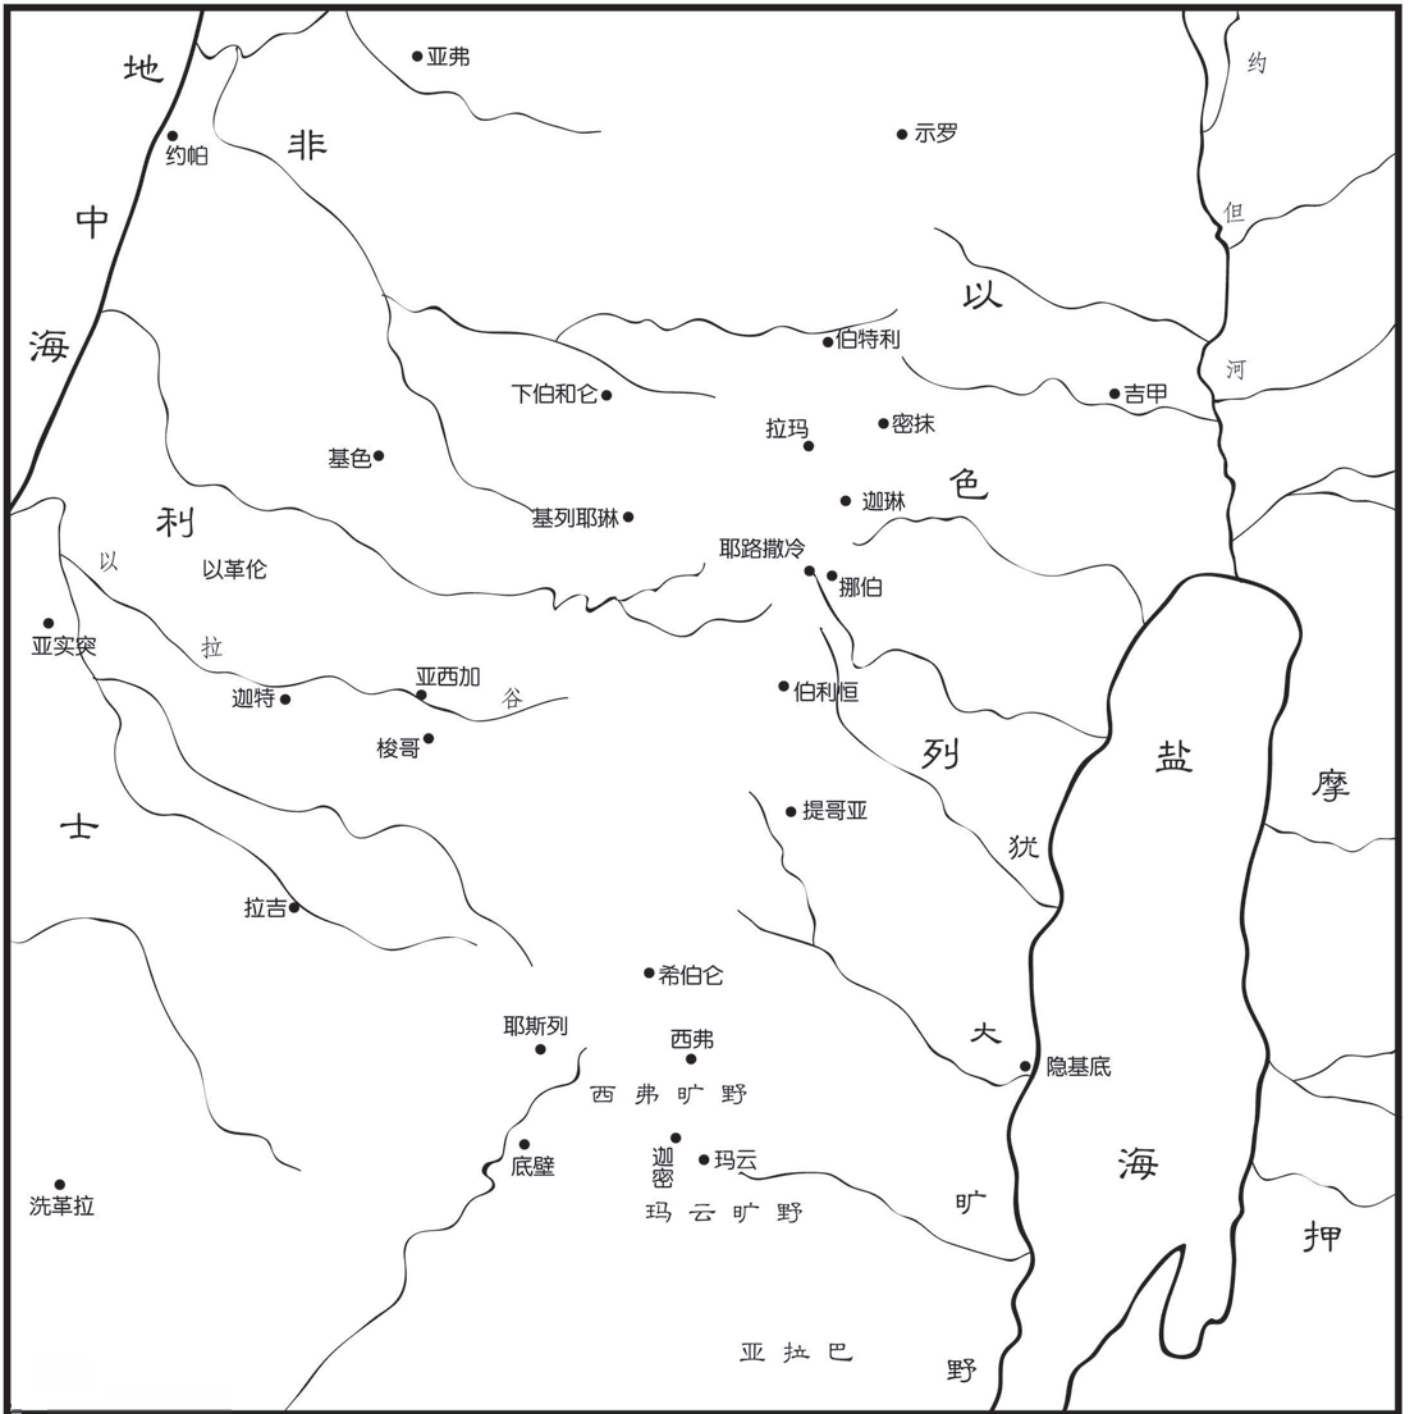 地中海
非利士
以色列
约但河
盐海
摩押
犹大旷野
以拉谷
亚弗
约帕
示罗
伯特利
下伯和仑
吉甲
拉玛
密抹
基色
迦琳
基列耶琳
耶路撒冷
挪伯
以革伦
亚实突
亚西加
迦特
伯利恒
梭哥
提哥亚
拉吉
希伯仑
耶斯列
西弗
隐基底
西弗旷野
迦密
玛云
底壁
洗革拉
玛云旷野
亚拉巴